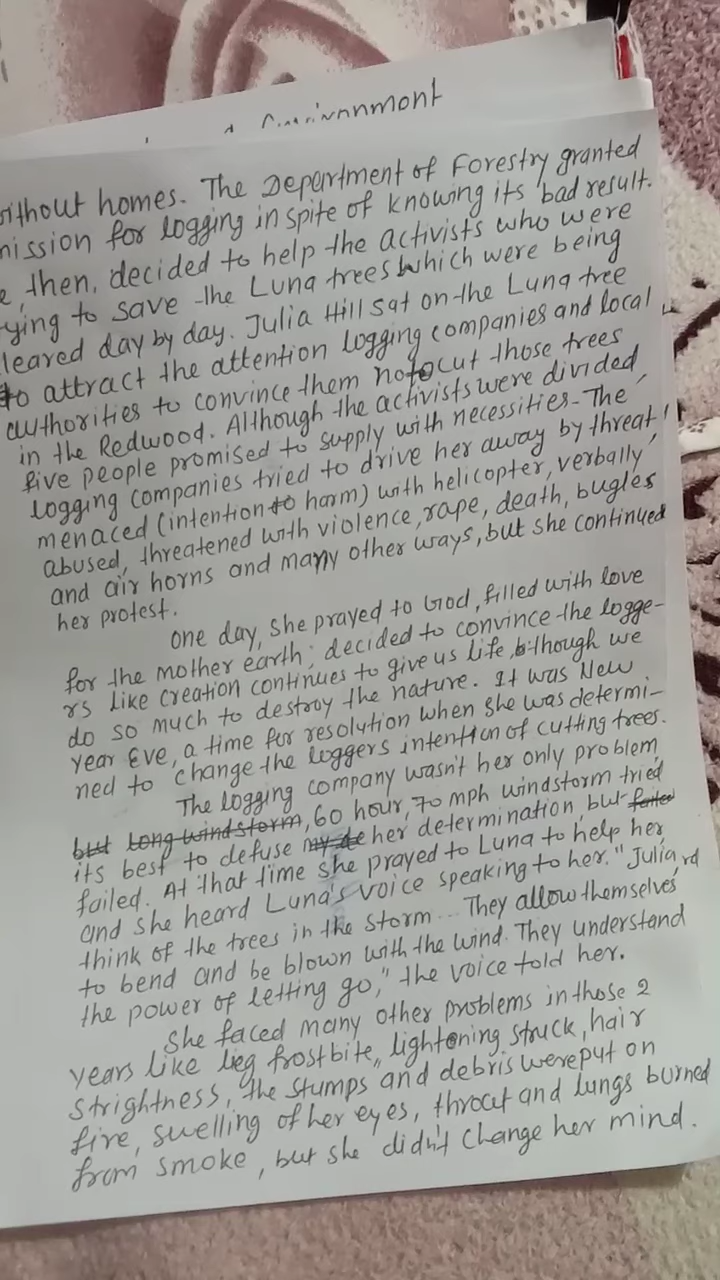 Environment
without homes. The Department of Forestry granted
mission for logging in spite of knowing its bad result.
e, then, decided to help the activists who were
rying to save the Luna trees which were being
leared day by day. Julia Hill sat on the Luna tree
to attract the attention logging companies and local
authorities to convince them not to cut those trees
in the Redwood. Although the activists were divided,
five people promised to supply with necessities. The
logging companies tried to drive her away by threat
menaced (intention to harm) with helicopter, verbally
abused, threatened with violence, rape, death, bugles
and air horns and many other ways, but she continued
her protest.
One day, she prayed to God, filled with love
for the mother earth; decided to convince the logge-
rs like creation continues to give us life, though we
do so much to destroy the nature. It was New
year Eve, a time for resolution when she was determi-
ned to change the loggers intention of cutting trees.
The logging company wasn't her only problem,
but long windstorm, 60 hour, 70 mph windstorm tried
its best to defuse her determination, but failed
failed. At that time she prayed to Luna to help her,
and she heard Luna's voice speaking to her. "Julia,
think of the trees in the storm... They allow themselves
to bend and be blown with the wind. They understand
the power of letting go," the voice told her.
She faced many other problems in those 2
years like leg frostbite, lightening struck, hair
strightness, the stumps and debris were put on
fire, swelling of her eyes, throat and lungs burned
from smoke, but she didn't change her mind.